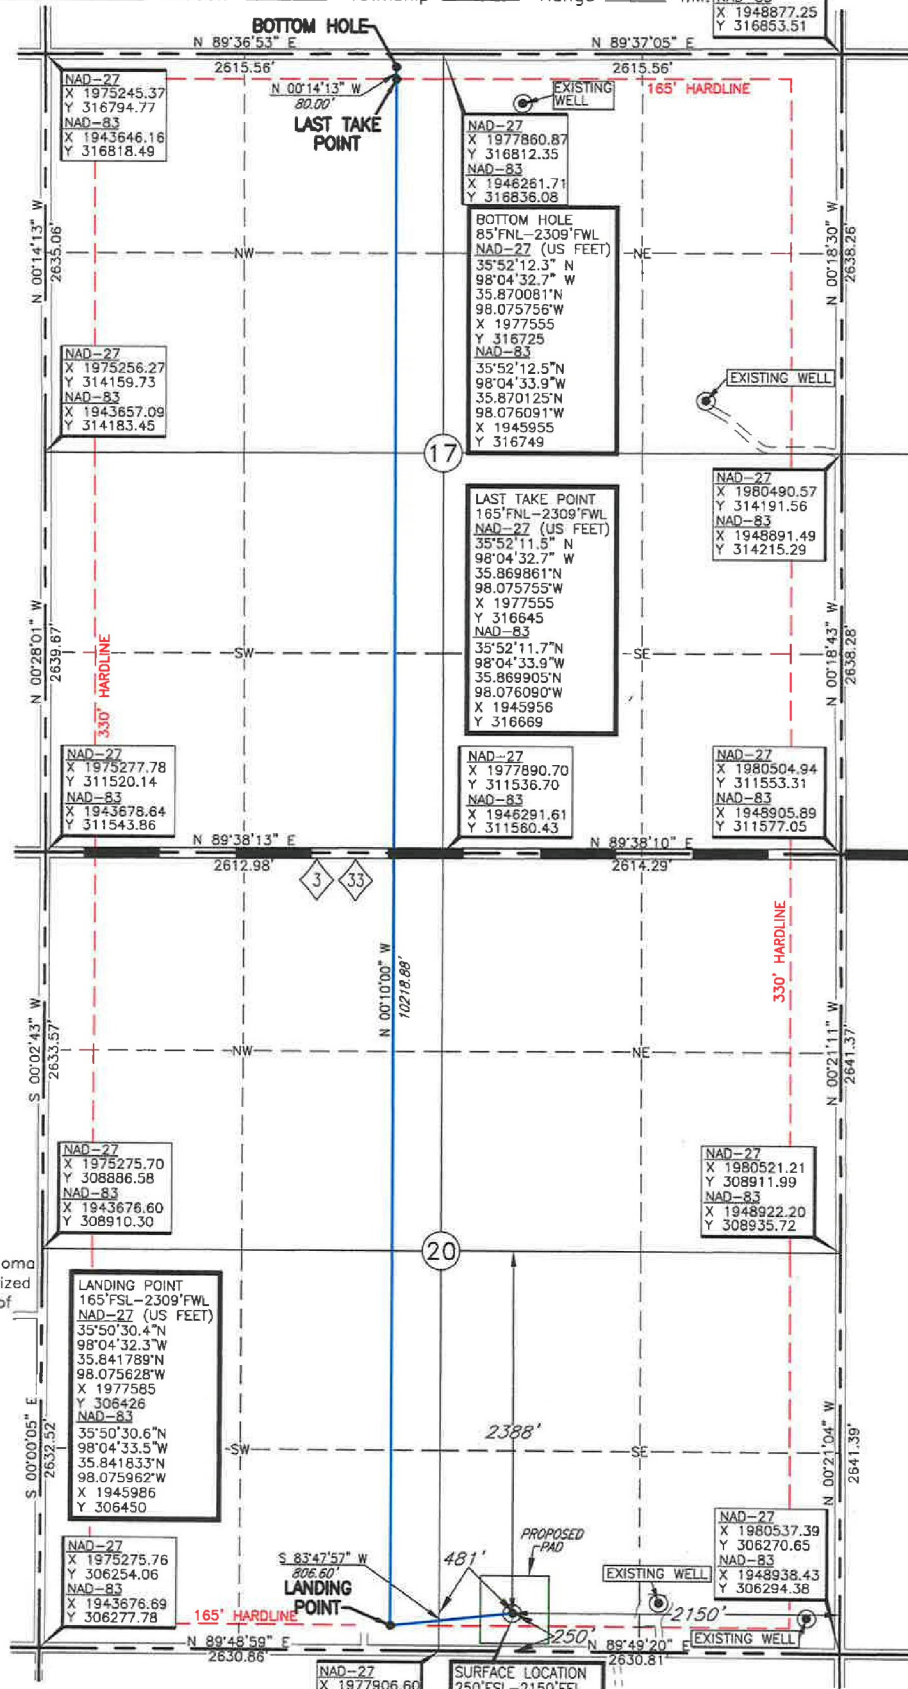 X 1948877.25
Y 316853.51
BOTTOM HOLE
N 89°36'53" E
N 89°37'05" E
2615.56'
2615.56'
N 00°14'13" W
80.00'
LAST TAKE
POINT
EXISTING
WELL
165' HARDLINE
NAD-27
X 1975245.37
Y 316794.77
NAD-83
X 1943646.16
Y 316818.49
NAD-27
X 1977860.87
Y 316812.35
NAD-83
X 1946261.71
Y 316836.08
BOTTOM HOLE
85'FNL-2309'FWL
NAD-27 (US FEET)
35°52'12.3" N
98°04'32.7" W
35.870081°N
98.075756°W
X 1977555
Y 316725
NAD-83
35°52'12.5"N
98°04'33.9"W
35.870125°N
98.076091°W
X 1945955
Y 316749
N 00°14'13" W
2635.06'
NW
NE
N 00°18'30" W
2638.26'
NAD-27
X 1975256.27
Y 314159.73
NAD-83
X 1943657.09
Y 314183.45
EXISTING WELL
17
NAD-27
X 1980490.57
Y 314191.56
NAD-83
X 1948891.49
Y 314215.29
LAST TAKE POINT
165'FNL-2309'FWL
NAD-27 (US FEET)
35°52'11.5" N
98°04'32.7" W
35.869861°N
98.075755°W
X 1977555
Y 316645
NAD-83
35°52'11.7"N
98°04'33.9"W
35.869905°N
98.076090°W
X 1945956
Y 316669
N 00°28'01" W
2639.67'
330' HARDLINE
SW
SE
N 00°18'43" W
2638.28'
NAD-27
X 1975277.78
Y 311520.14
NAD-83
X 1943678.64
Y 311543.86
NAD-27
X 1977890.70
Y 311536.70
NAD-83
X 1946291.61
Y 311560.43
NAD-27
X 1980504.94
Y 311553.31
NAD-83
X 1948905.89
Y 311577.05
N 89°38'13" E
N 89°38'10" E
2612.98'
2614.29'
3
33
N 00°10'00" W
10218.88'
330' HARDLINE
S 00°02'43" W
2633.57'
NW
NE
N 00°21'11" W
2641.37'
NAD-27
X 1975275.70
Y 308886.58
NAD-83
X 1943676.60
Y 308910.30
NAD-27
X 1980521.21
Y 308911.99
NAD-83
X 1948922.20
Y 308935.72
20
oma
ized
of
LANDING POINT
165'FSL-2309'FWL
NAD-27 (US FEET)
35°50'30.4"N
98°04'32.3"W
35.841789°N
98.075628°W
X 1977585
Y 306426
NAD-83
35°50'30.6"N
98°04'33.5"W
35.841833°N
98.075962°W
X 1945986
Y 306450
S 00°00'05" E
2632.52'
SW
2388'
SE
N 00°21'04" W
2641.39'
NAD-27
X 1975275.76
Y 306254.06
NAD-83
X 1943676.69
Y 306277.78
S 83°47'57" W
806.60'
LANDING
POINT
481'
PROPOSED
PAD
EXISTING WELL
NAD-27
X 1980537.39
Y 306270.65
NAD-83
X 1948938.43
Y 306294.38
165' HARDLINE
2150'
250'
EXISTING WELL
N 89°48'59" E
N 89°49'20" E
2630.86'
2630.81'
NAD-27
X 1977906.60
SURFACE LOCATION
250'FSL-2150'FEL